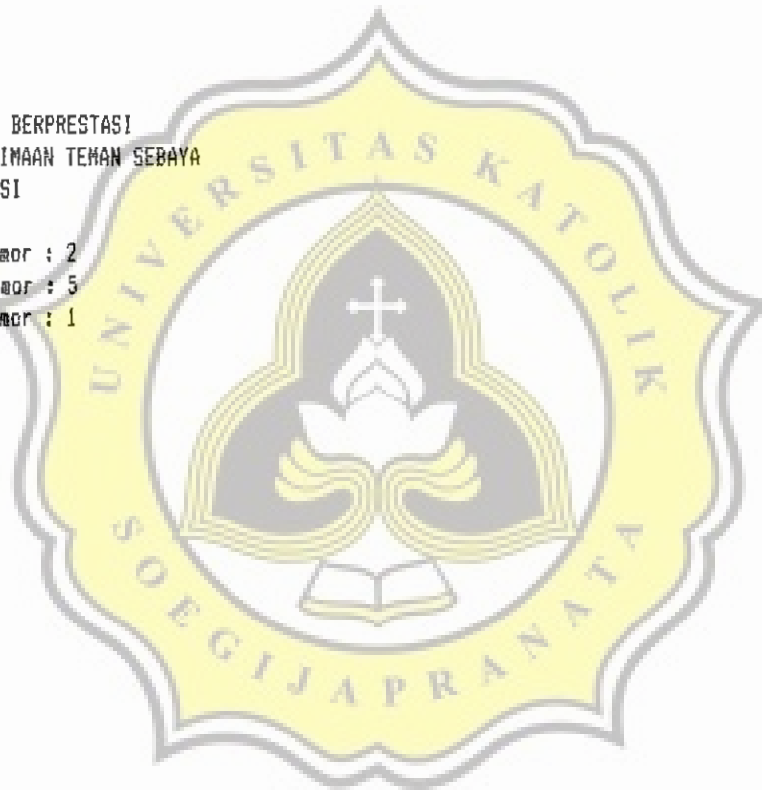 BERPRESTASI
IMAAN TEMAN SEBAYA
SI
mor : 2
mor : 5
mor : 1
UNIVERSITAS KATOLIK
SOEGIJAPRANATA